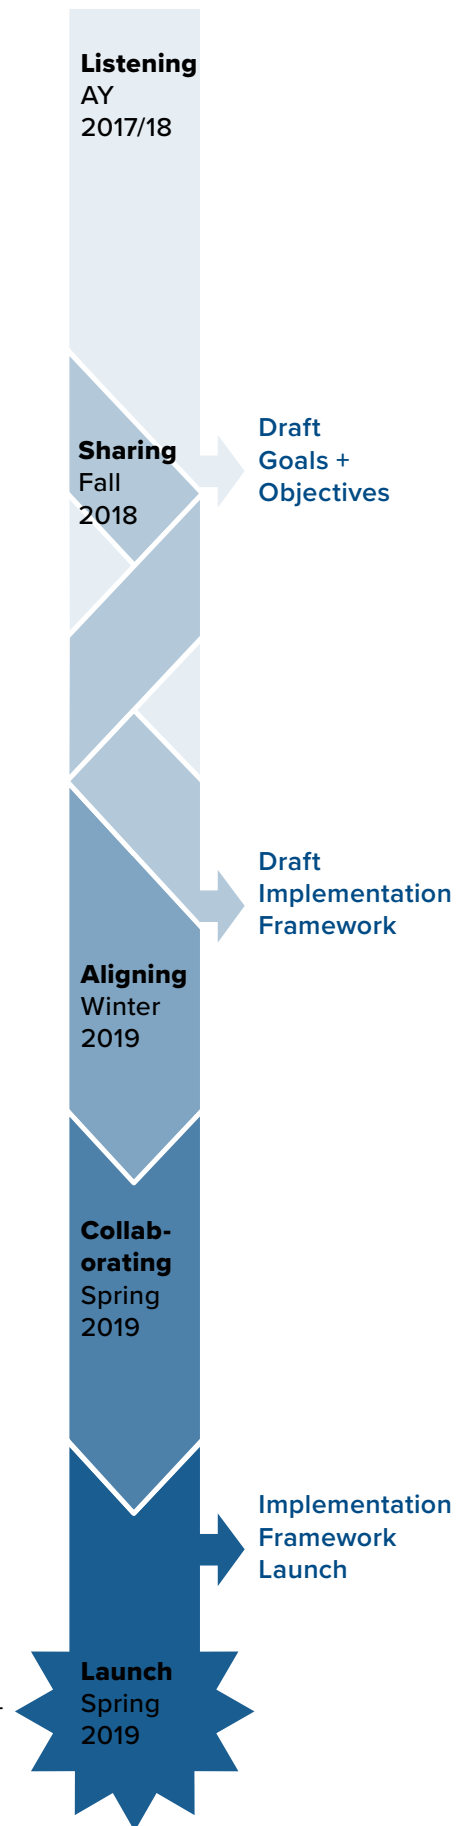 Listening
AY
2017/18
Draft
Goals +
Objectives
Sharing
Fall
2018
Draft
Implementation
Framework
Aligning
Winter
2019
Collab-
orating
Spring
2019
Implementation
Framework
Launch
Launch
Spring
2019